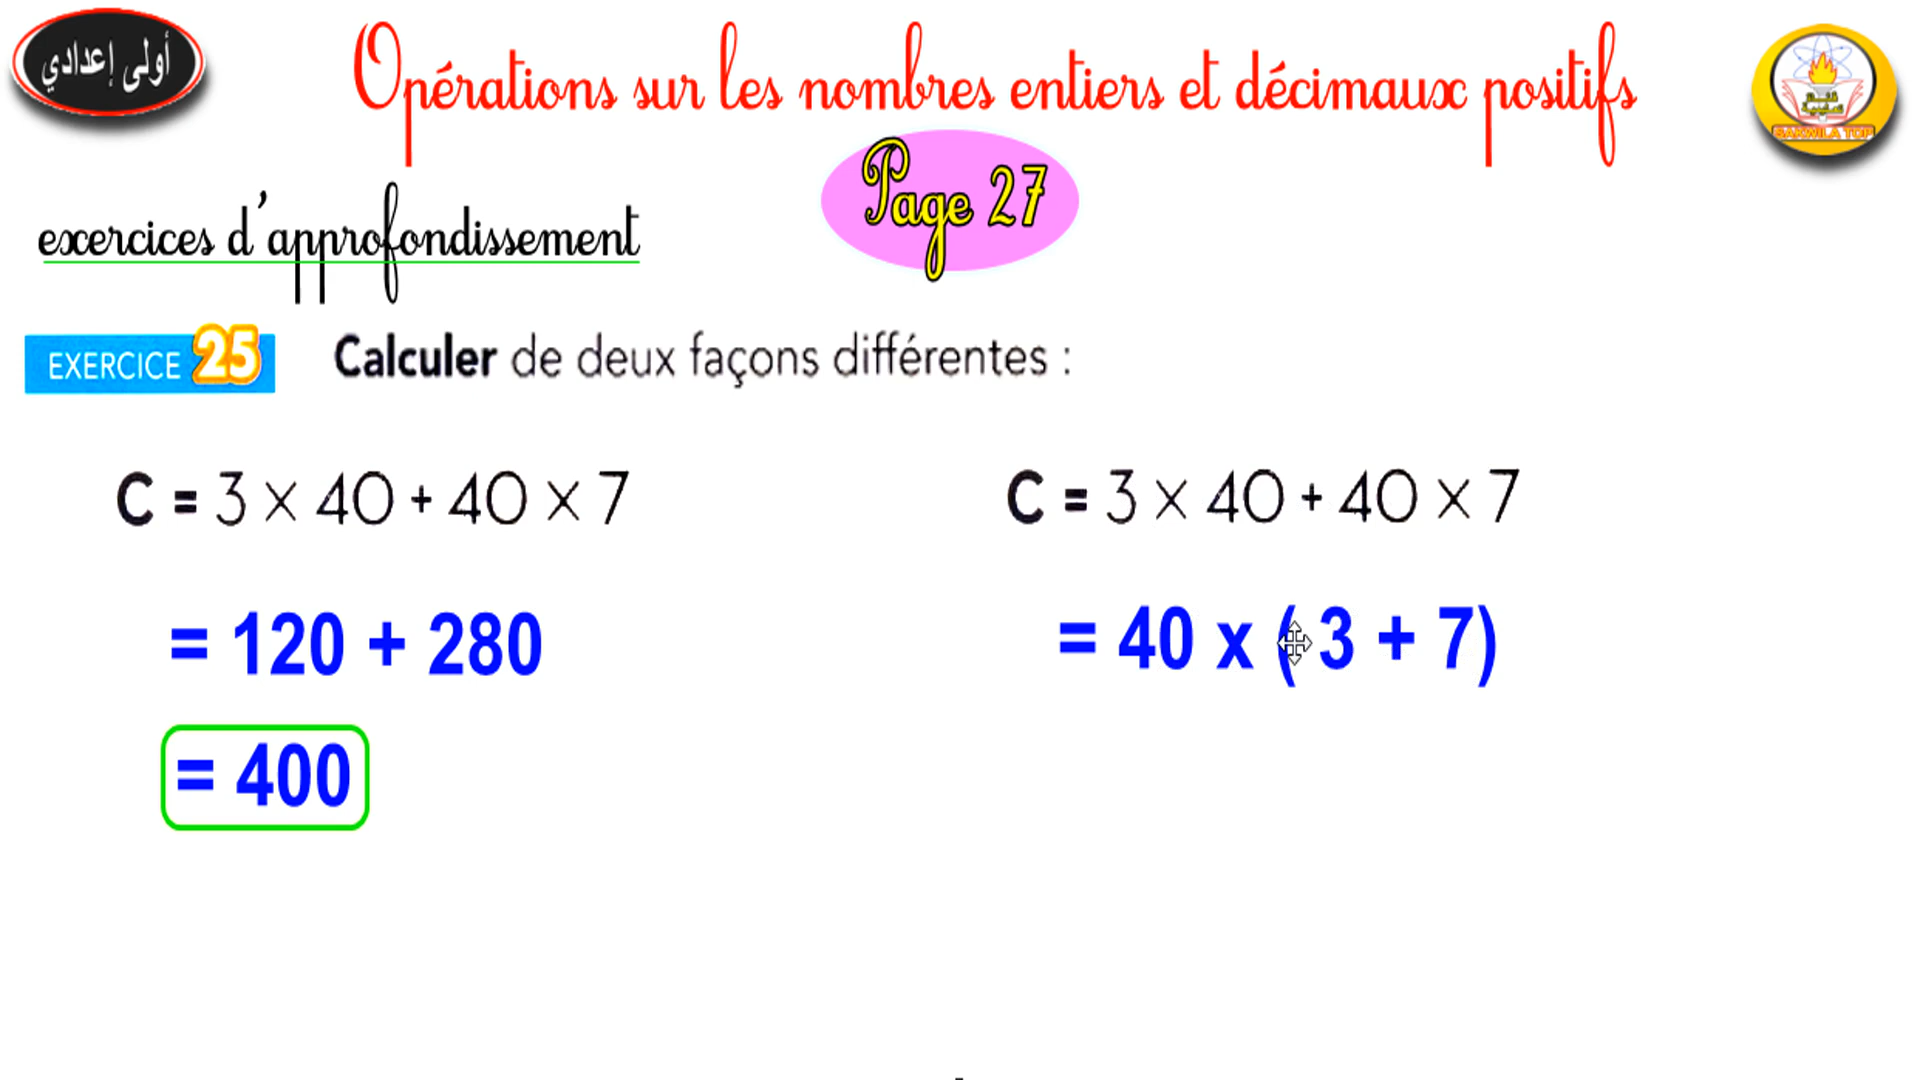 أولى إعدادي
Opérations sur les nombres entiers et décimaux positifs
Page 27
exercices d'approfondissement
EXERCICE 25 Calculer de deux façons différentes :
C = 3 × 40 + 40 × 7
= 120 + 280
= 400
C = 3 × 40 + 40 × 7
= 40 x ( 3 + 7)